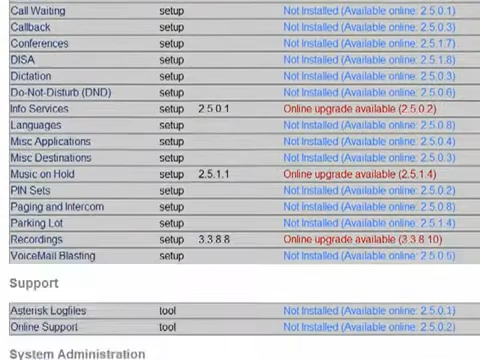 Call Waiting setup Not Installed (Available online: 2.5.0.1)
Callback setup Not Installed (Available online: 2.5.0.3)
Conferences setup Not Installed (Available online: 2.5.1.7)
DISA setup Not Installed (Available online: 2.5.1.8)
Dictation setup Not Installed (Available online: 2.5.0.3)
Do-Not-Disturb (DND) setup Not Installed (Available online: 2.5.0.6)
Info Services setup 2.5.0.1 Online upgrade available (2.5.0.2)
Languages setup Not Installed (Available online: 2.5.0.8)
Misc Applications setup Not Installed (Available online: 2.5.0.4)
Misc Destinations setup Not Installed (Available online: 2.5.0.3)
Music on Hold setup 2.5.1.1 Online upgrade available (2.5.1.4)
PIN Sets setup Not Installed (Available online: 2.5.0.2)
Paging and Intercom setup Not Installed (Available online: 2.5.0.8)
Parking Lot setup Not Installed (Available online: 2.5.1.4)
Recordings setup 3.3.8.8 Online upgrade available (3.3.8.10)
VoiceMail Blasting setup Not Installed (Available online: 2.5.0.5)
Support
Asterisk Logfiles tool Not Installed (Available online: 2.5.0.1)
Online Support tool Not Installed (Available online: 2.5.0.2)
System Administration